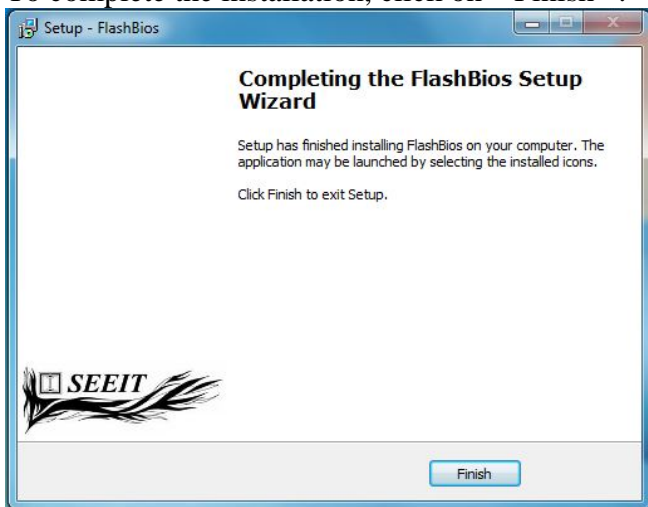 To complete the installation, click on “ Finish ”.
Setup - FlashBios
Completing the FlashBios Setup
Wizard
Setup has finished installing FlashBios on your computer. The
application may be launched by selecting the installed icons.
Click Finish to exit Setup.
I SEEIT
Finish